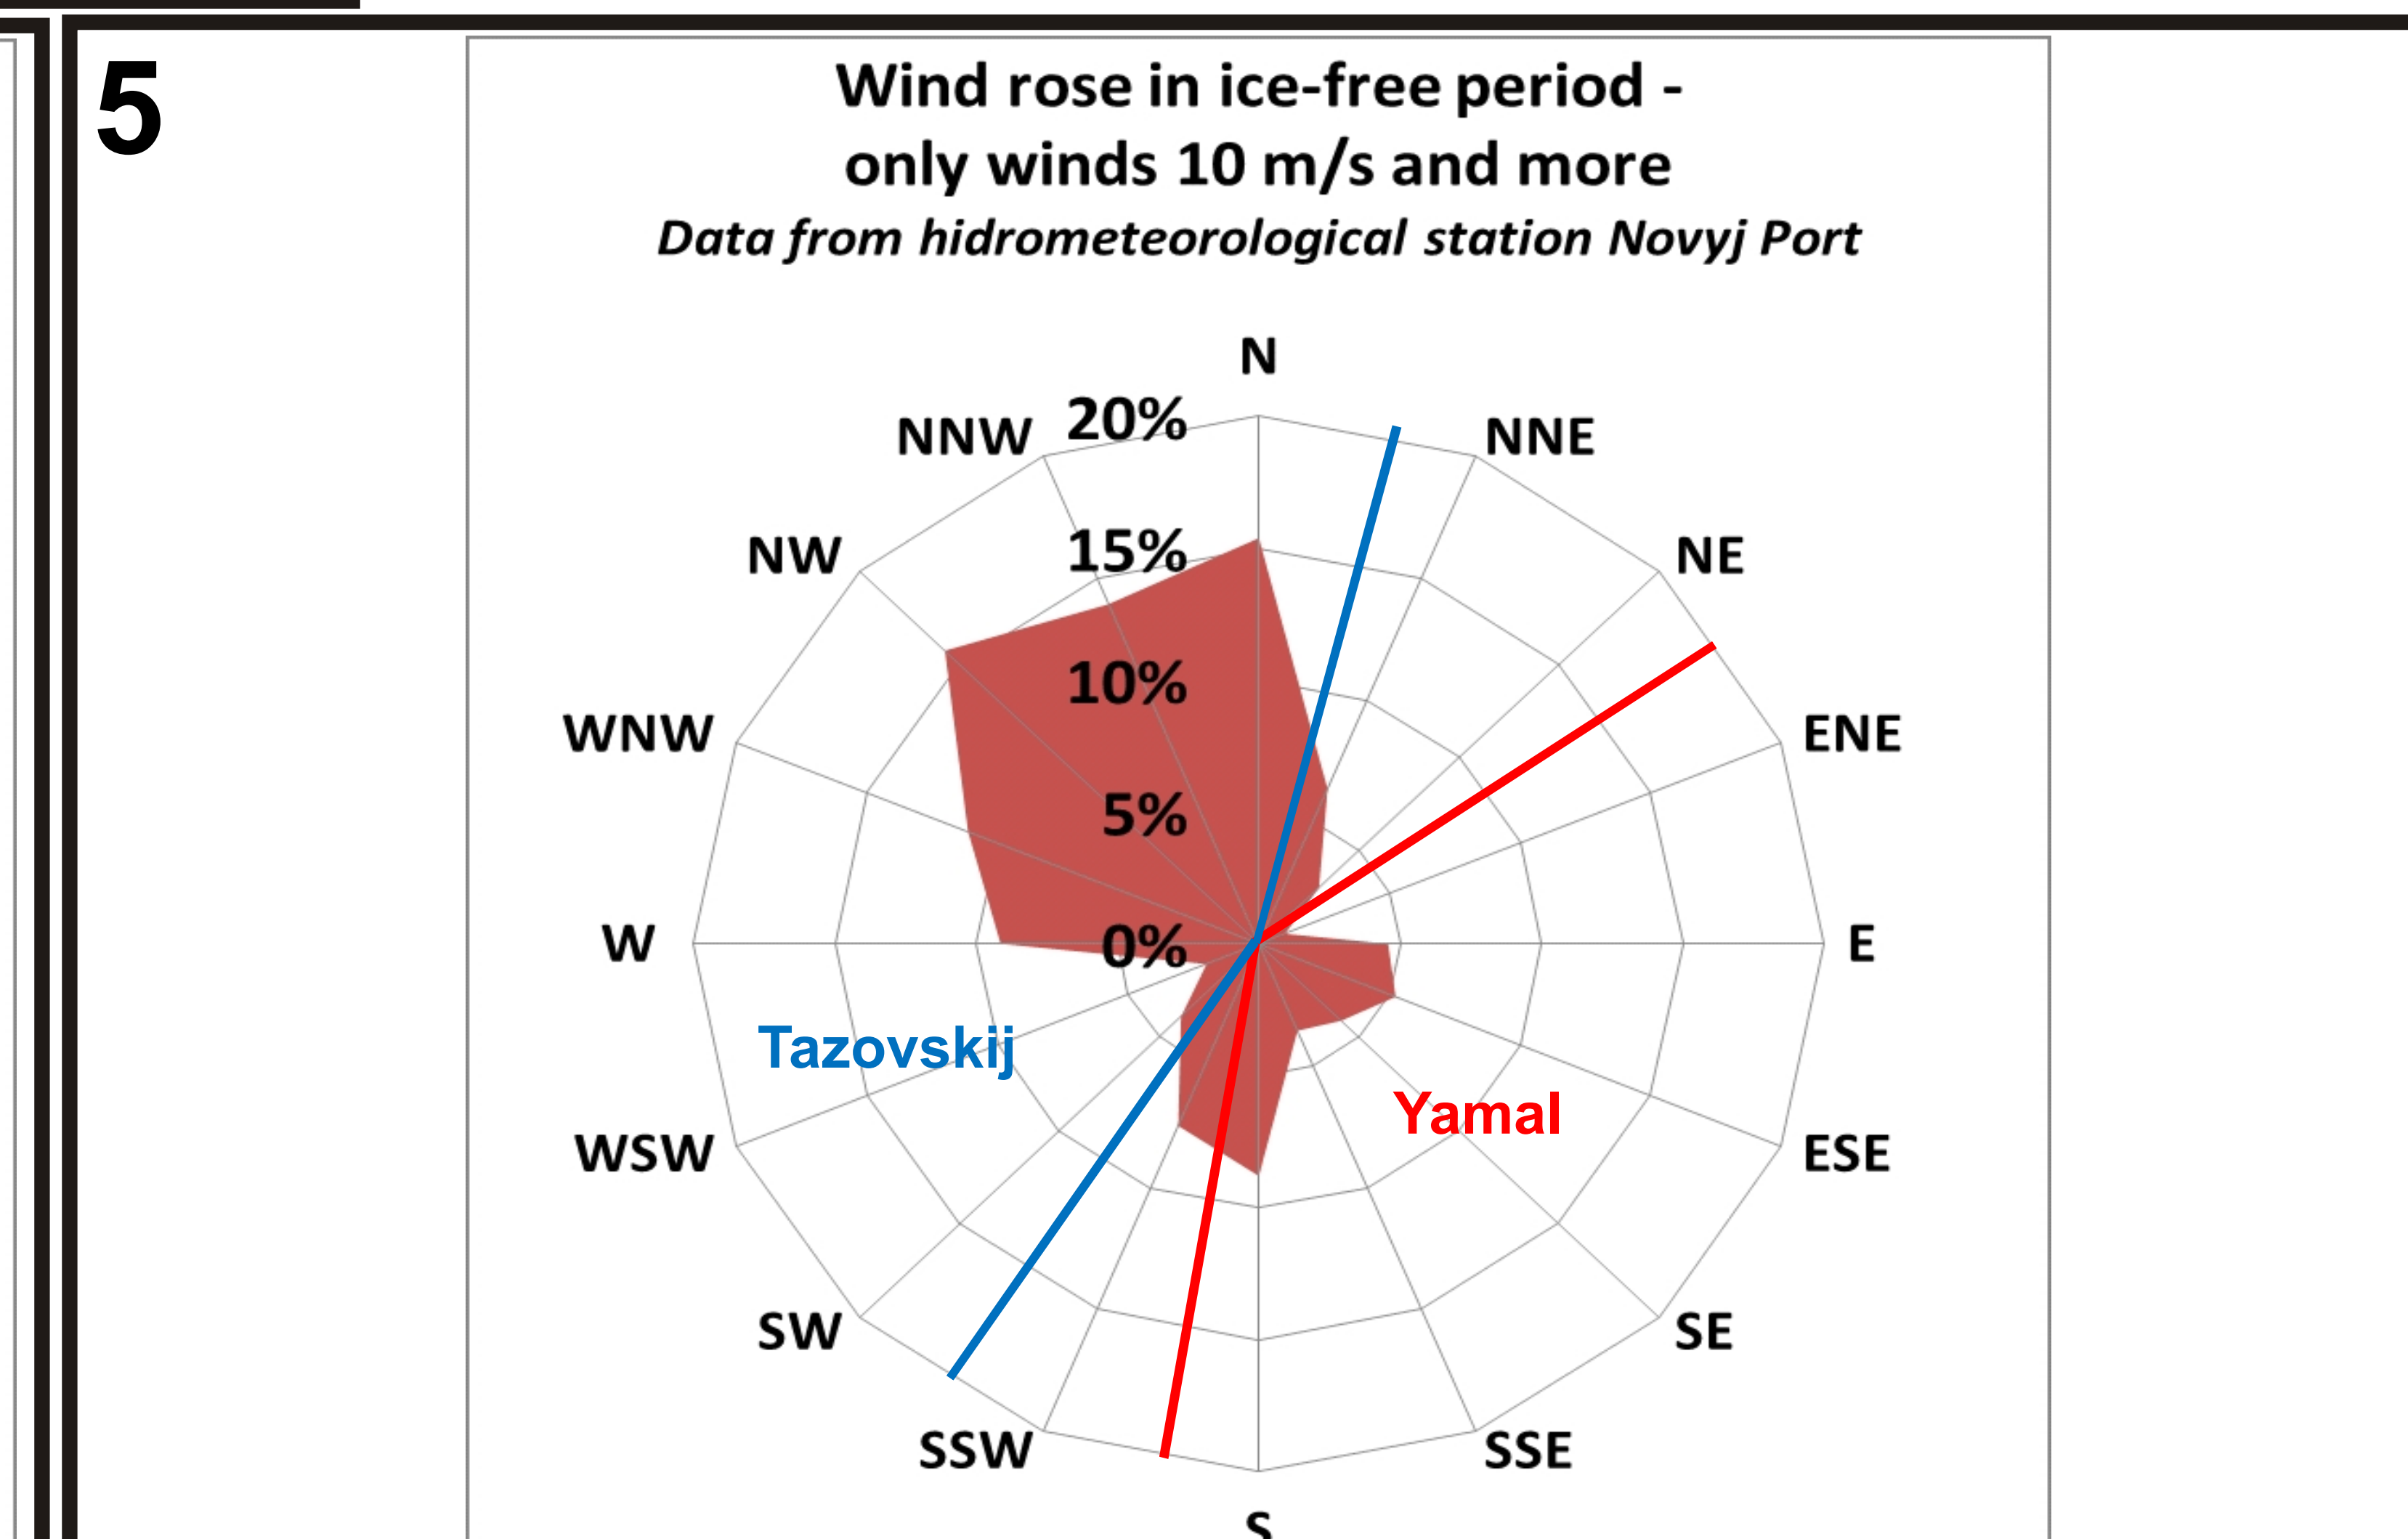 5
Wind rose in ice-free period -
only winds 10 m/s and more
Data from hidrometeorological station Novyj Port
N
NNW
20%
NNE
NW
15%
NE
10%
WNW
ENE
5%
W
0%
E
Tazovskij
Yamal
WSW
ESE
SW
SE
SSW
SSE
S